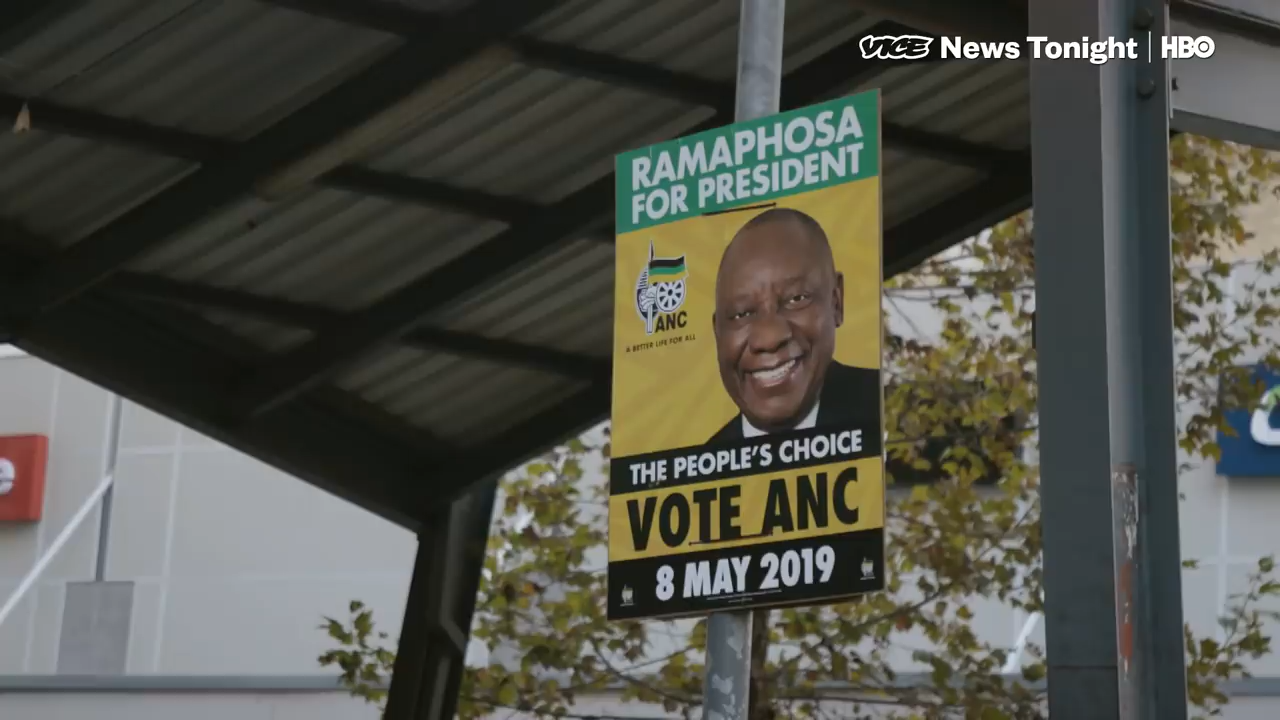 VICE News Tonight | HBO
RAMAPHOSA
FOR PRESIDENT
ANC
A BETTER LIFE FOR ALL
THE PEOPLE'S CHOICE
VOTE ANC
8 MAY 2019
e